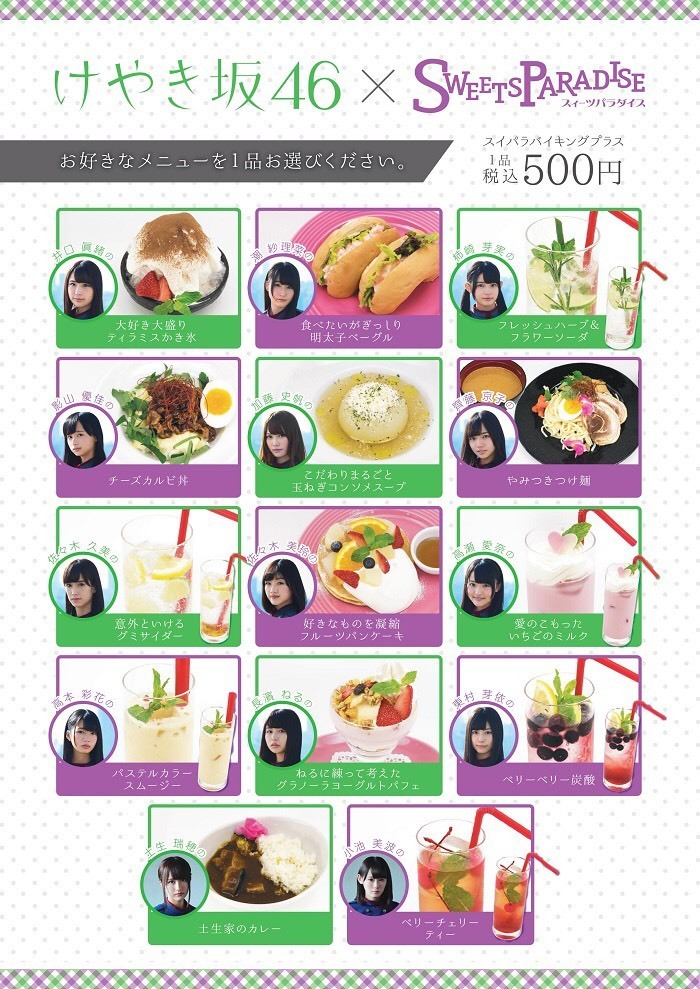 けやき坂46 × SWEETS PARADISE
スィーツパラダイス
お好きなメニューを1品お選びください。
スイパラバイキングプラス
1品
税込 500円
井口 眞緒の
大好き大盛り
ティラミスかき氷
潮 紗理菜の
食べたいがぎっしり
明太子ベーグル
柿崎 芽実の
フレッシュハーブ&
フラワーソーダ
影山 優佳の
チーズカルビ丼
加藤 史帆の
こだわりまるごと
玉ねぎコンソメスープ
齊藤 京子の
やみつきつけ麺
佐々木 久美の
意外といける
グミサイダー
佐々木 美玲の
好きなものを凝縮
フルーツパンケーキ
高瀬 愛奈の
愛のこもった
いちごのミルク
高本 彩花の
パステルカラー
スムージー
長濱 ねるの
ねるに練って考えた
グラノーラヨーグルトパフェ
東村 芽依の
ベリーベリー炭酸
土生 瑞穂の
土生家のカレー
小池 美波の
ベリーチェリー
ティー